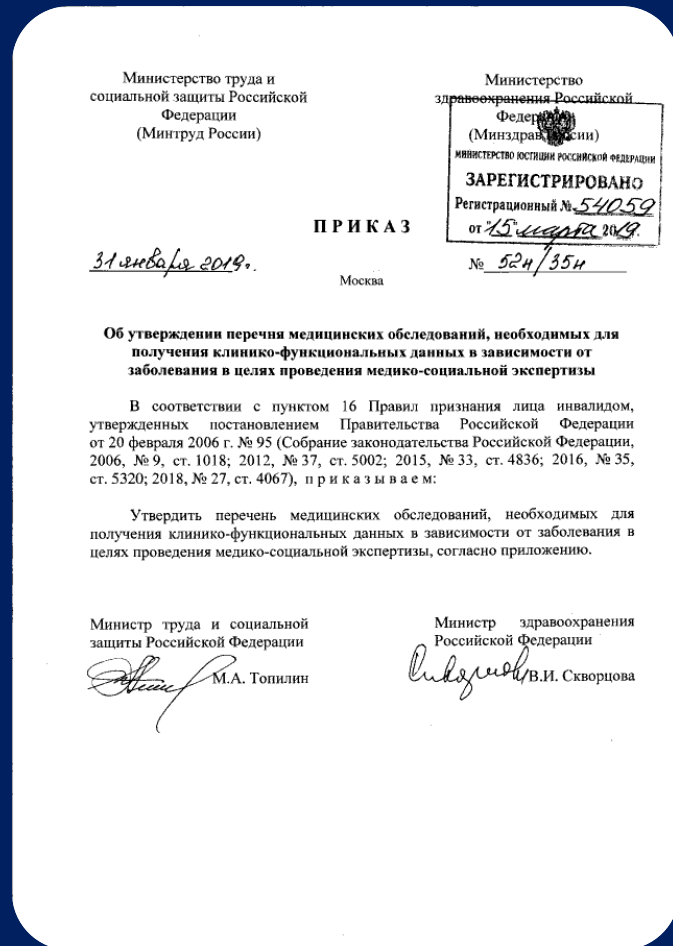 Министерство труда и
социальной защиты Российской
Федерации
(Минтруд России)
Министерство
здравоохранения Российской
Федерации
(Минздрав России)
МИНИСТЕРСТВО ЮСТИЦИИ РОССИЙСКОЙ ФЕДЕРАЦИИ
ЗАРЕГИСТРИРОВАНО
Регистрационный № 54059
от "15" марта 2019.
ПРИКАЗ
31 января 2019г.
Москва
№ 52н/35н
Об утверждении перечня медицинских обследований, необходимых для
получения клинико-функциональных данных в зависимости от
заболевания в целях проведения медико-социальной экспертизы
В соответствии с пунктом 16 Правил признания лица инвалидом,
утвержденных постановлением Правительства Российской Федерации
от 20 февраля 2006 г. № 95 (Собрание законодательства Российской Федерации,
2006, № 9, ст. 1018; 2012, № 37, ст. 5002; 2015, № 33, ст. 4836; 2016, № 35,
ст. 5320; 2018, № 27, ст. 4067), п р и к а з ы в а е м:
Утвердить перечень медицинских обследований, необходимых для
получения клинико-функциональных данных в зависимости от заболевания в
целях проведения медико-социальной экспертизы, согласно приложению.
Министр труда и социальной
защиты Российской Федерации
М.А. Топилин
Министр здравоохранения
Российской Федерации
В.И. Скворцова